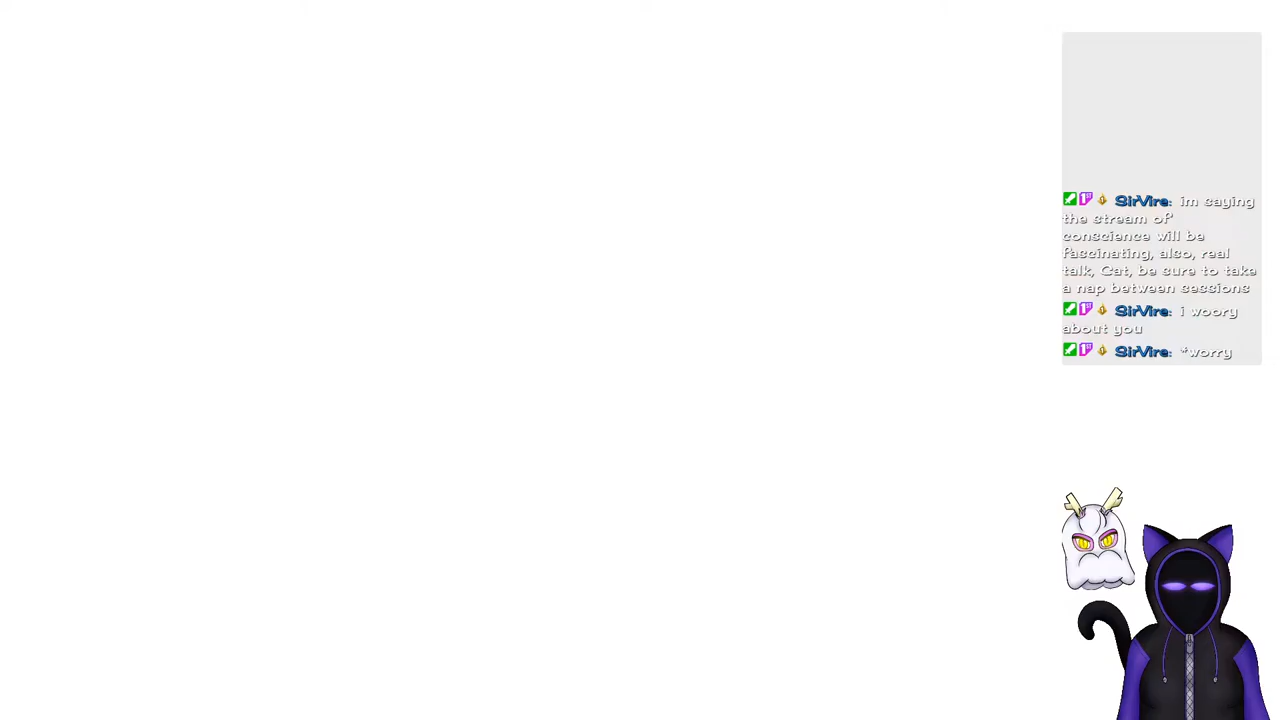 SirVire: im saying
the stream of
conscience will be
fascinating, also, real
talk, Cat, be sure to take
a nap between sessions
SirVire: i woory
about you
SirVire: *worry